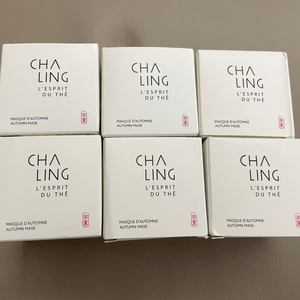 CHA
LING
L'ESPRIT
DU THÉ
MASQUE D'AUTOMNE
AUTUMN MASK
CHA
LING
L'ESPRIT
DU THÉ
MASQUE D'AUTOMNE
AUTUMN MASK
CHA
LING
L'ESPRIT
DU THÉ
MASQUE D'AUTOMNE
AUTUMN MASK
CHA
LING
L'ESPRIT
DU THÉ
MASQUE D'AUTOMNE
AUTUMN MASK
CHA
LING
L'ESPRIT
DU THÉ
MASQUE D'AUTOMNE
AUTUMN MASK
CHA
LING
L'ESPRIT
DU THÉ
MASQUE D'AUTOMNE
AUTUMN MASK